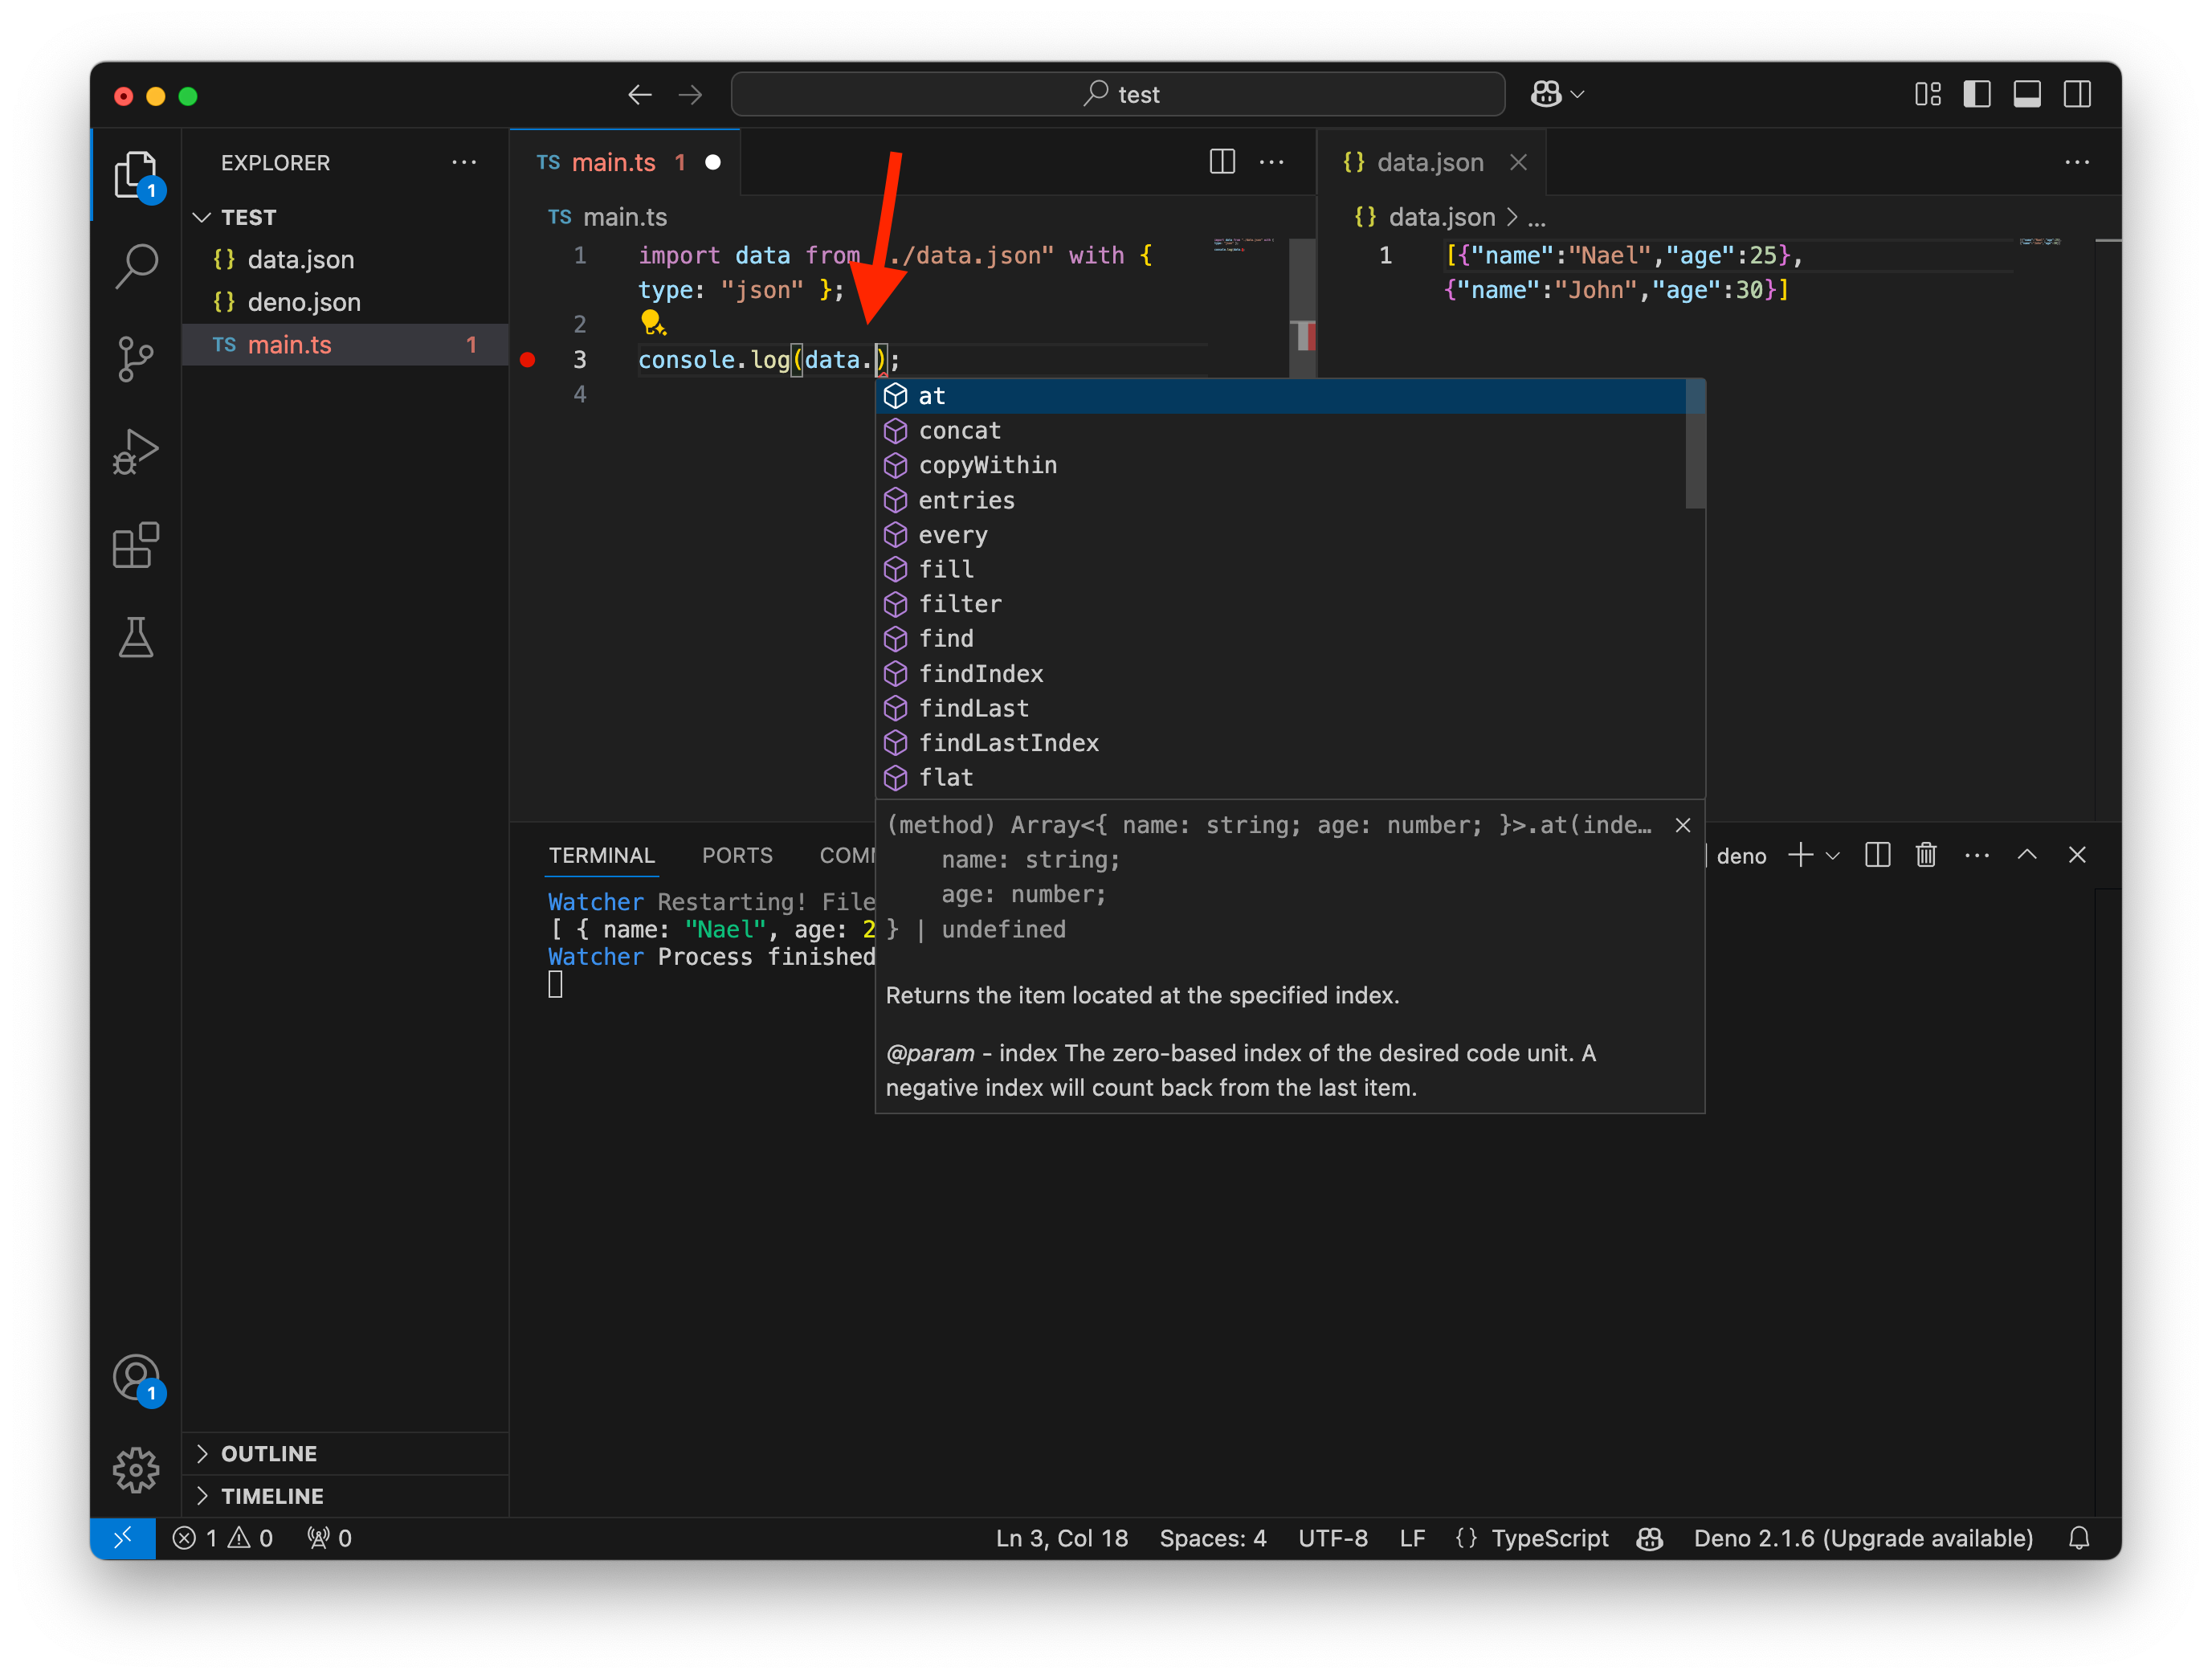 test
1
EXPLORER
TEST
data.json
deno.json
TS main.ts 1
OUTLINE
TIMELINE
1
TS main.ts 1
TS main.ts
1 import data from "./data.json" with {
type: "json" };
2
3 console.log(data.);
4
{} data.json
{} data.json > ...
1 [{"name":"Nael","age":25},
{"name":"John","age":30}]
at
concat
copyWithin
entries
every
fill
filter
find
findIndex
findLast
findLastIndex
flat
(method) Array<{ name: string; age: number; }>.at(inde…
name: string;
age: number;
} | undefined
Returns the item located at the specified index.
@param - index The zero-based index of the desired code unit. A
negative index will count back from the last item.
TERMINAL PORTS COMM
deno
Watcher Restarting! File
[ { name: "Nael", age: 2
Watcher Process finished
1 0 0
Ln 3, Col 18 Spaces: 4 UTF-8 LF {} TypeScript Deno 2.1.6 (Upgrade available)